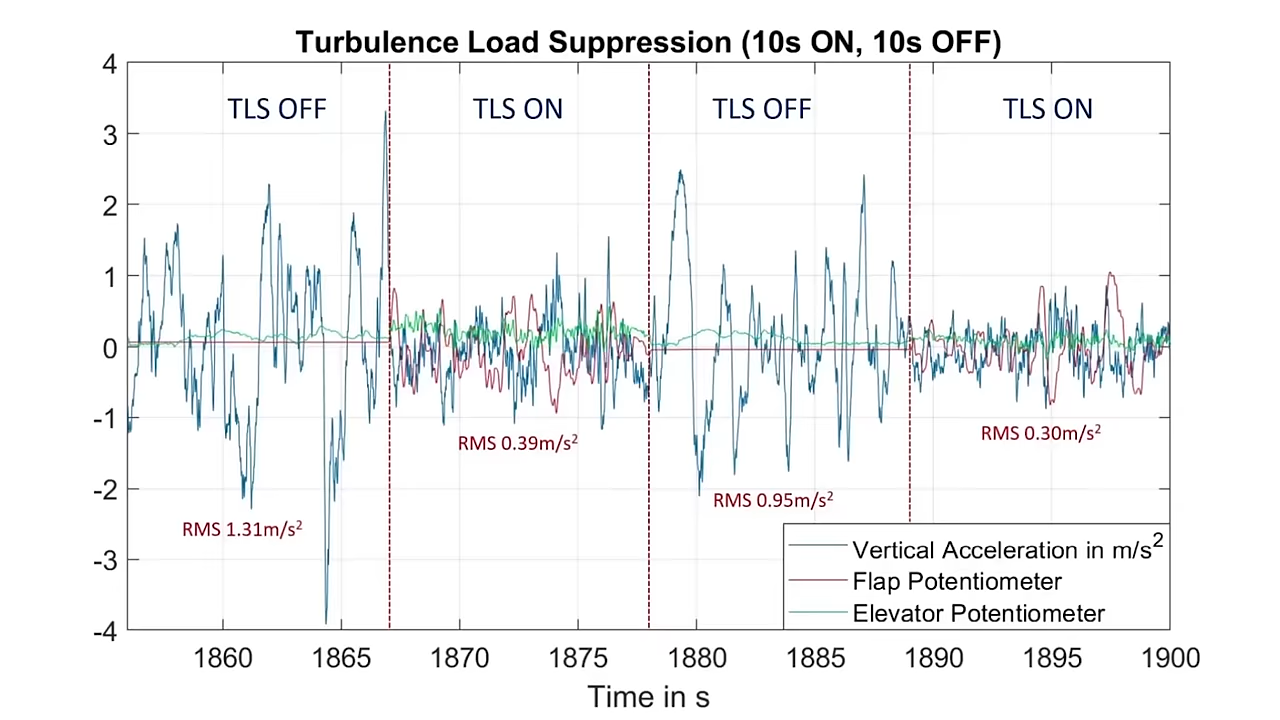 Turbulence Load Suppression (10s ON, 10s OFF)
4
3
2
1
0
-1
-2
-3
-4
TLS OFF
TLS ON
TLS OFF
TLS ON
RMS 1.31m/s²
RMS 0.39m/s²
RMS 0.95m/s²
RMS 0.30m/s²
Vertical Acceleration in m/s²
Flap Potentiometer
Elevator Potentiometer
1860 1865 1870 1875 1880 1885 1890 1895 1900
Time in s